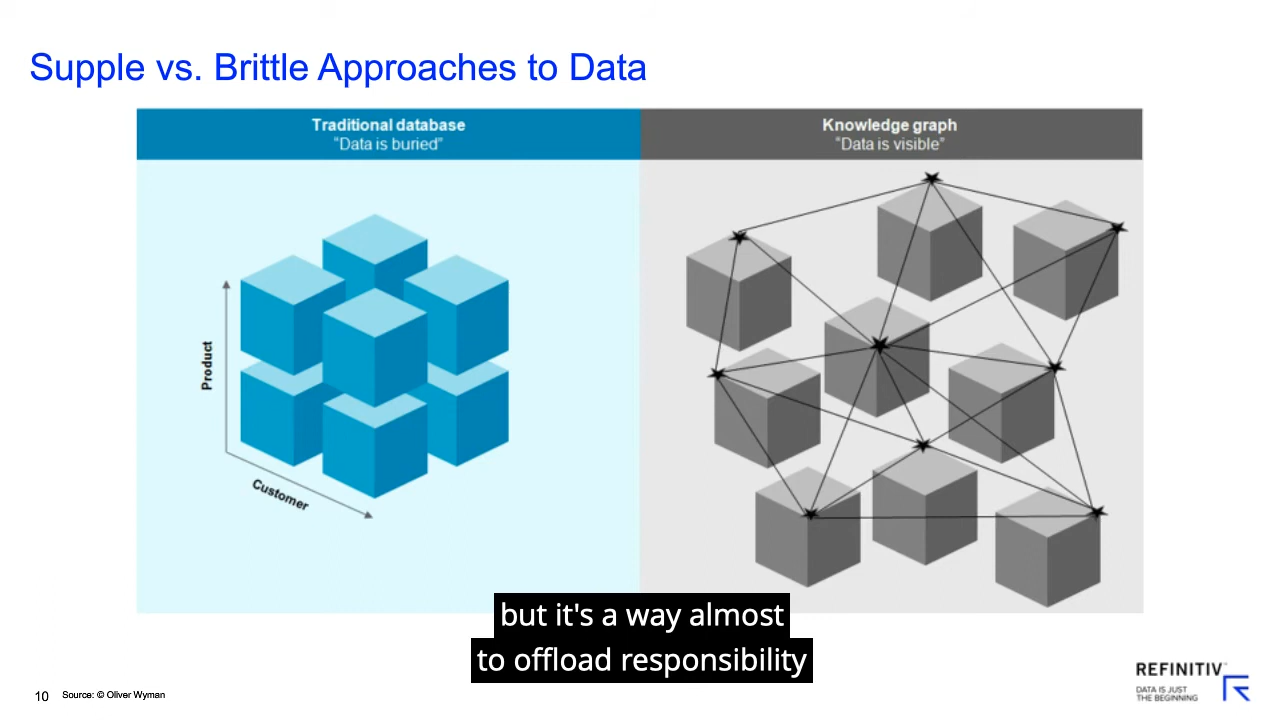 Supple vs. Brittle Approaches to Data
Traditional database
“Data is buried”
Knowledge graph
“Data is visible”
Product
Customer
but it's a way almost
to offload responsibility
10 Source: © Oliver Wyman
REFINITIV
DATA IS JUST
THE BEGINNING